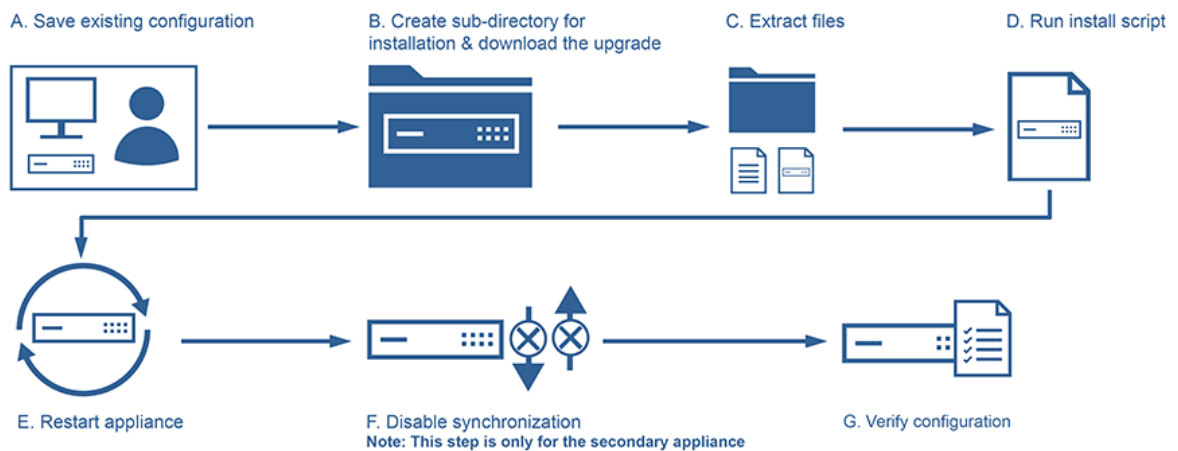 A. Save existing configuration
B. Create sub-directory for
installation & download the upgrade
C. Extract files
D. Run install script
E. Restart appliance
F. Disable synchronization
Note: This step is only for the secondary appliance
G. Verify configuration